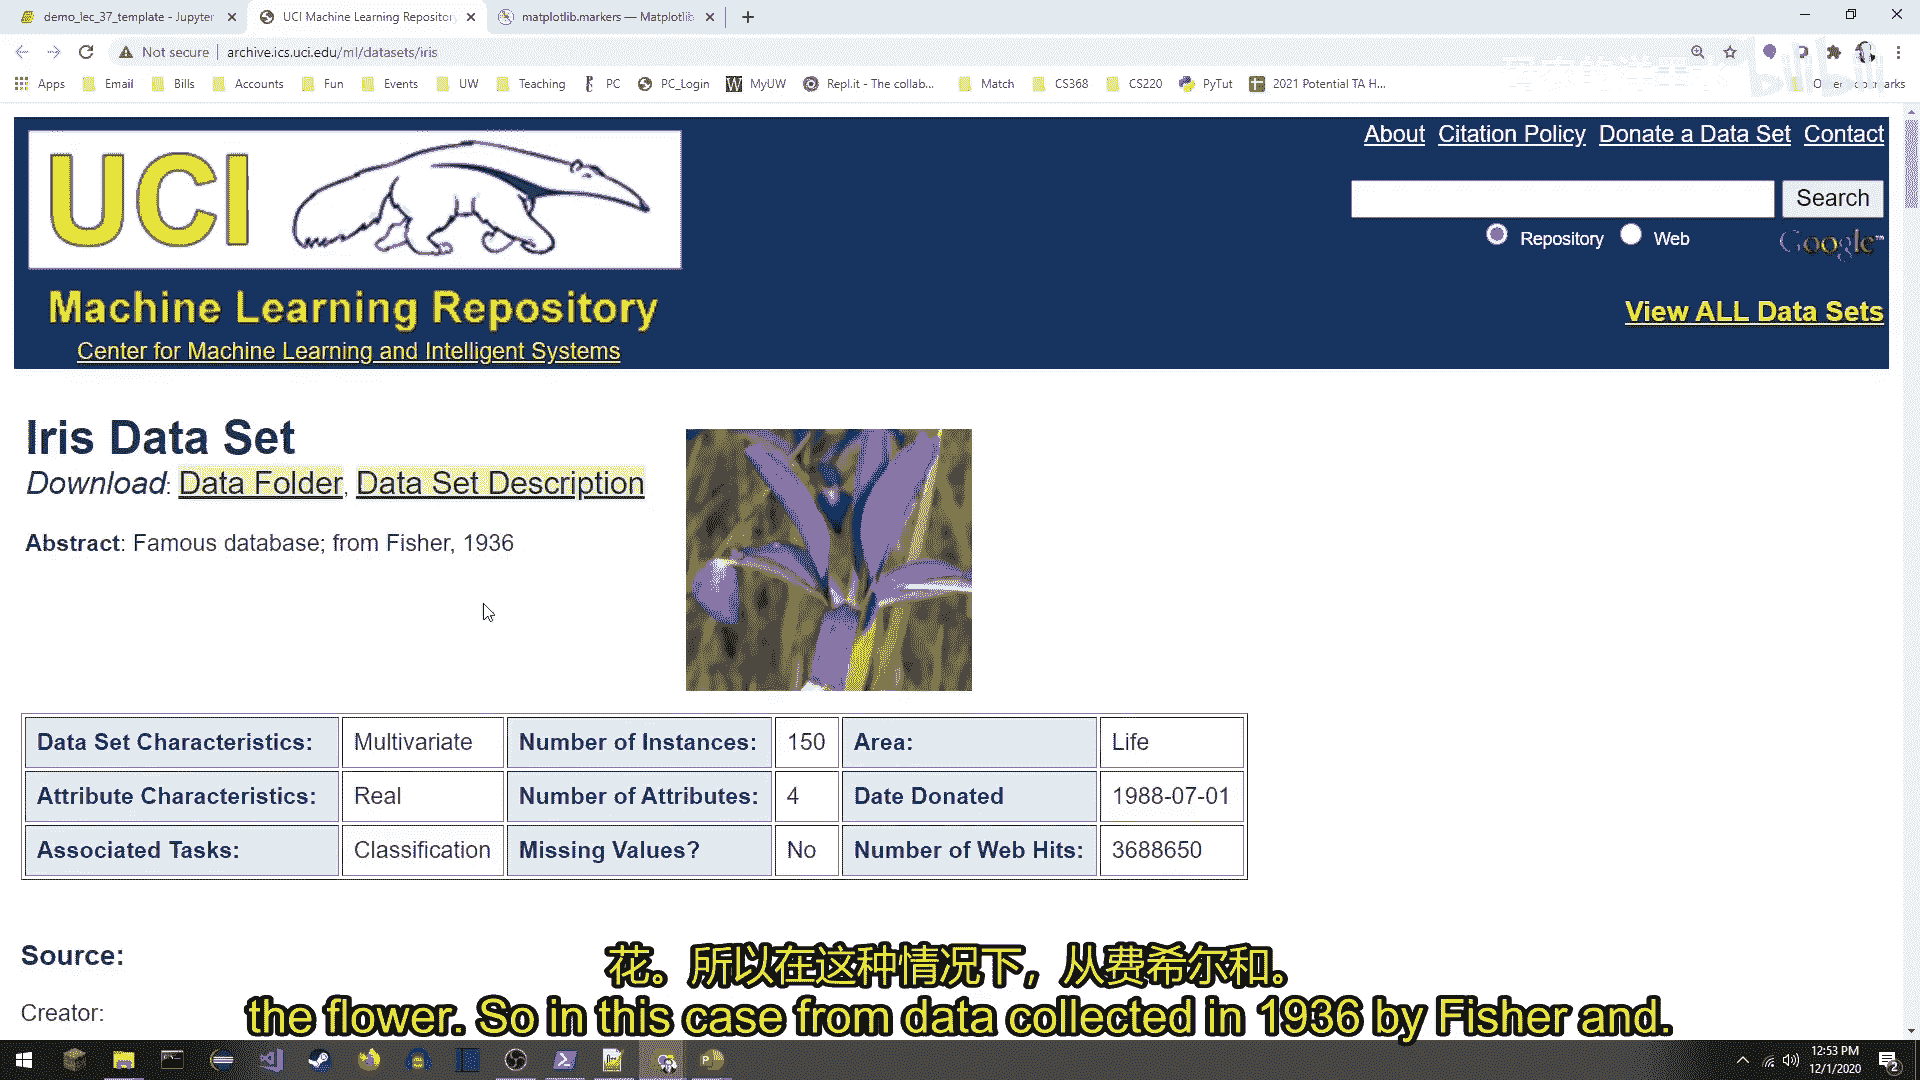 demo_lec_37_template - Jupyter
UCI Machine Learning Repository
matplotlib.markers — Matplotlib
Not secure
archive.ics.uci.edu/ml/datasets/iris
Apps Email Bills Accounts Fun Events UW Teaching PC PC_Login MyUW Repl.it - The collab... Match CS368 CS220 PyTut 2021 Potential TA H...
UCI
Machine Learning Repository
Center for Machine Learning and Intelligent Systems
About Citation Policy Donate a Data Set Contact
Search
Repository Web
Google™
View ALL Data Sets
Iris Data Set
Download: Data Folder, Data Set Description
Abstract: Famous database; from Fisher, 1936
Data Set Characteristics: Multivariate Number of Instances: 150 Area: Life
Attribute Characteristics: Real Number of Attributes: 4 Date Donated 1988-07-01
Associated Tasks: Classification Missing Values? No Number of Web Hits: 3688650
Source:
Creator:
花。所以在这种情况下，从费希尔和。
the flower. So in this case from data collected in 1936 by Fisher and.
12:53 PM
12/1/2020
2